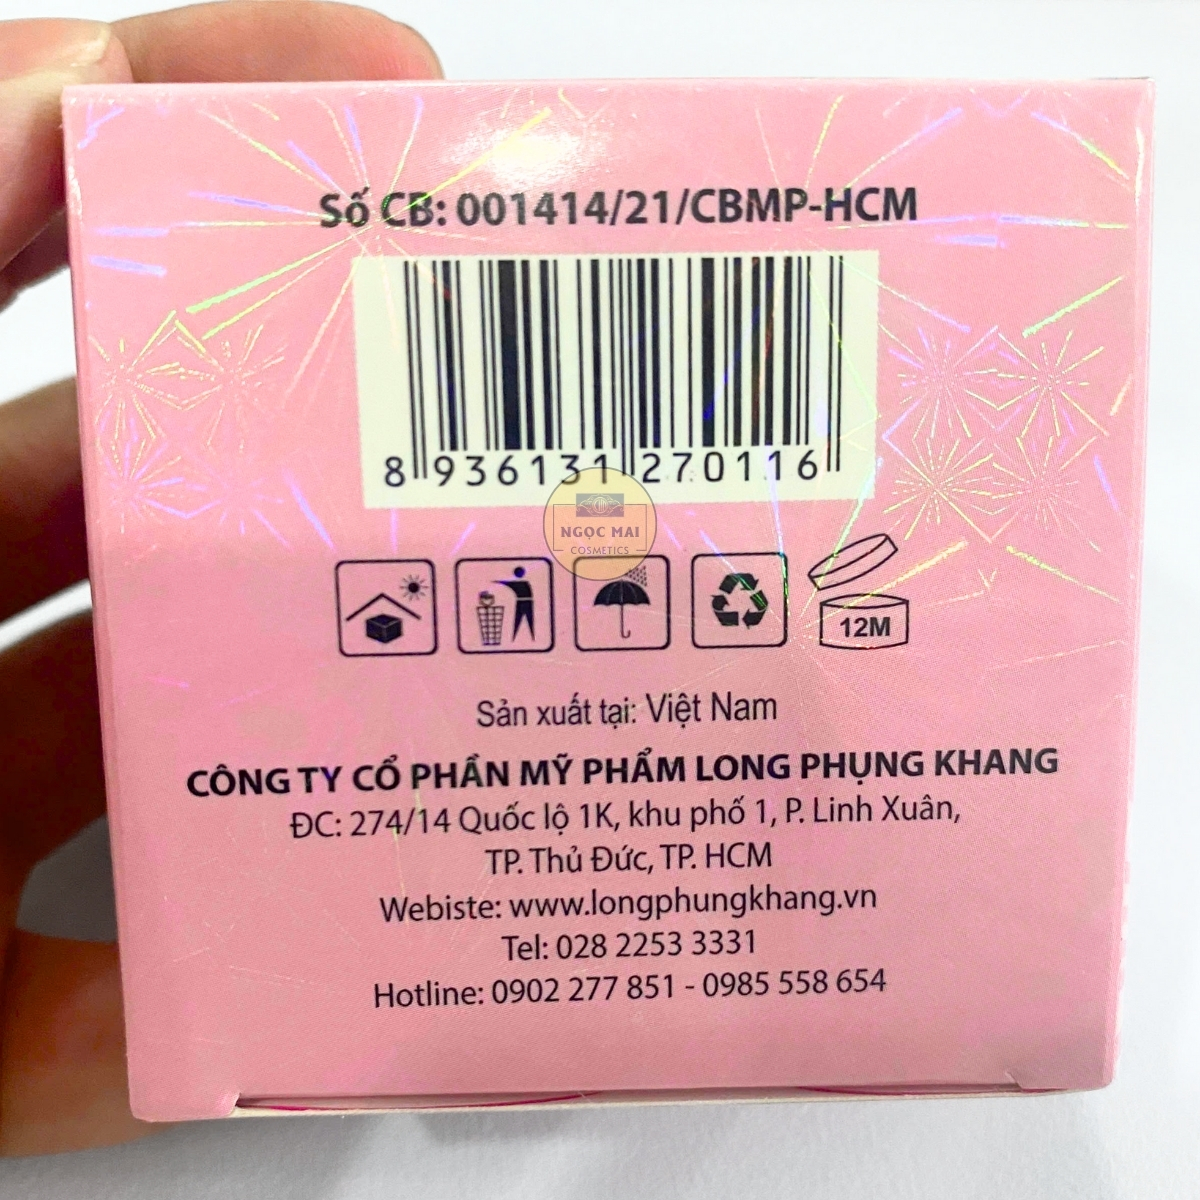 Số CB: 001414/21/CBMP-HCM
8 936131 270116
NGỌC MAI
COSMETICS
12M
Sản xuất tại: Việt Nam
CÔNG TY CỔ PHẦN MỸ PHẨM LONG PHỤNG KHANG
ĐC: 274/14 Quốc lộ 1K, khu phố 1, P. Linh Xuân,
TP. Thủ Đức, TP. HCM
Webiste: www.longphungkhang.vn
Tel: 028 2253 3331
Hotline: 0902 277 851 - 0985 558 654